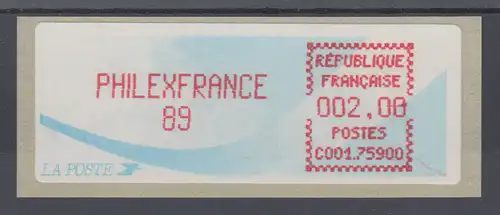 PHILEXFRANCE
89
RÉPUBLIQUE
FRANÇAISE
002,00
POSTES
C001.75900
LA POSTE